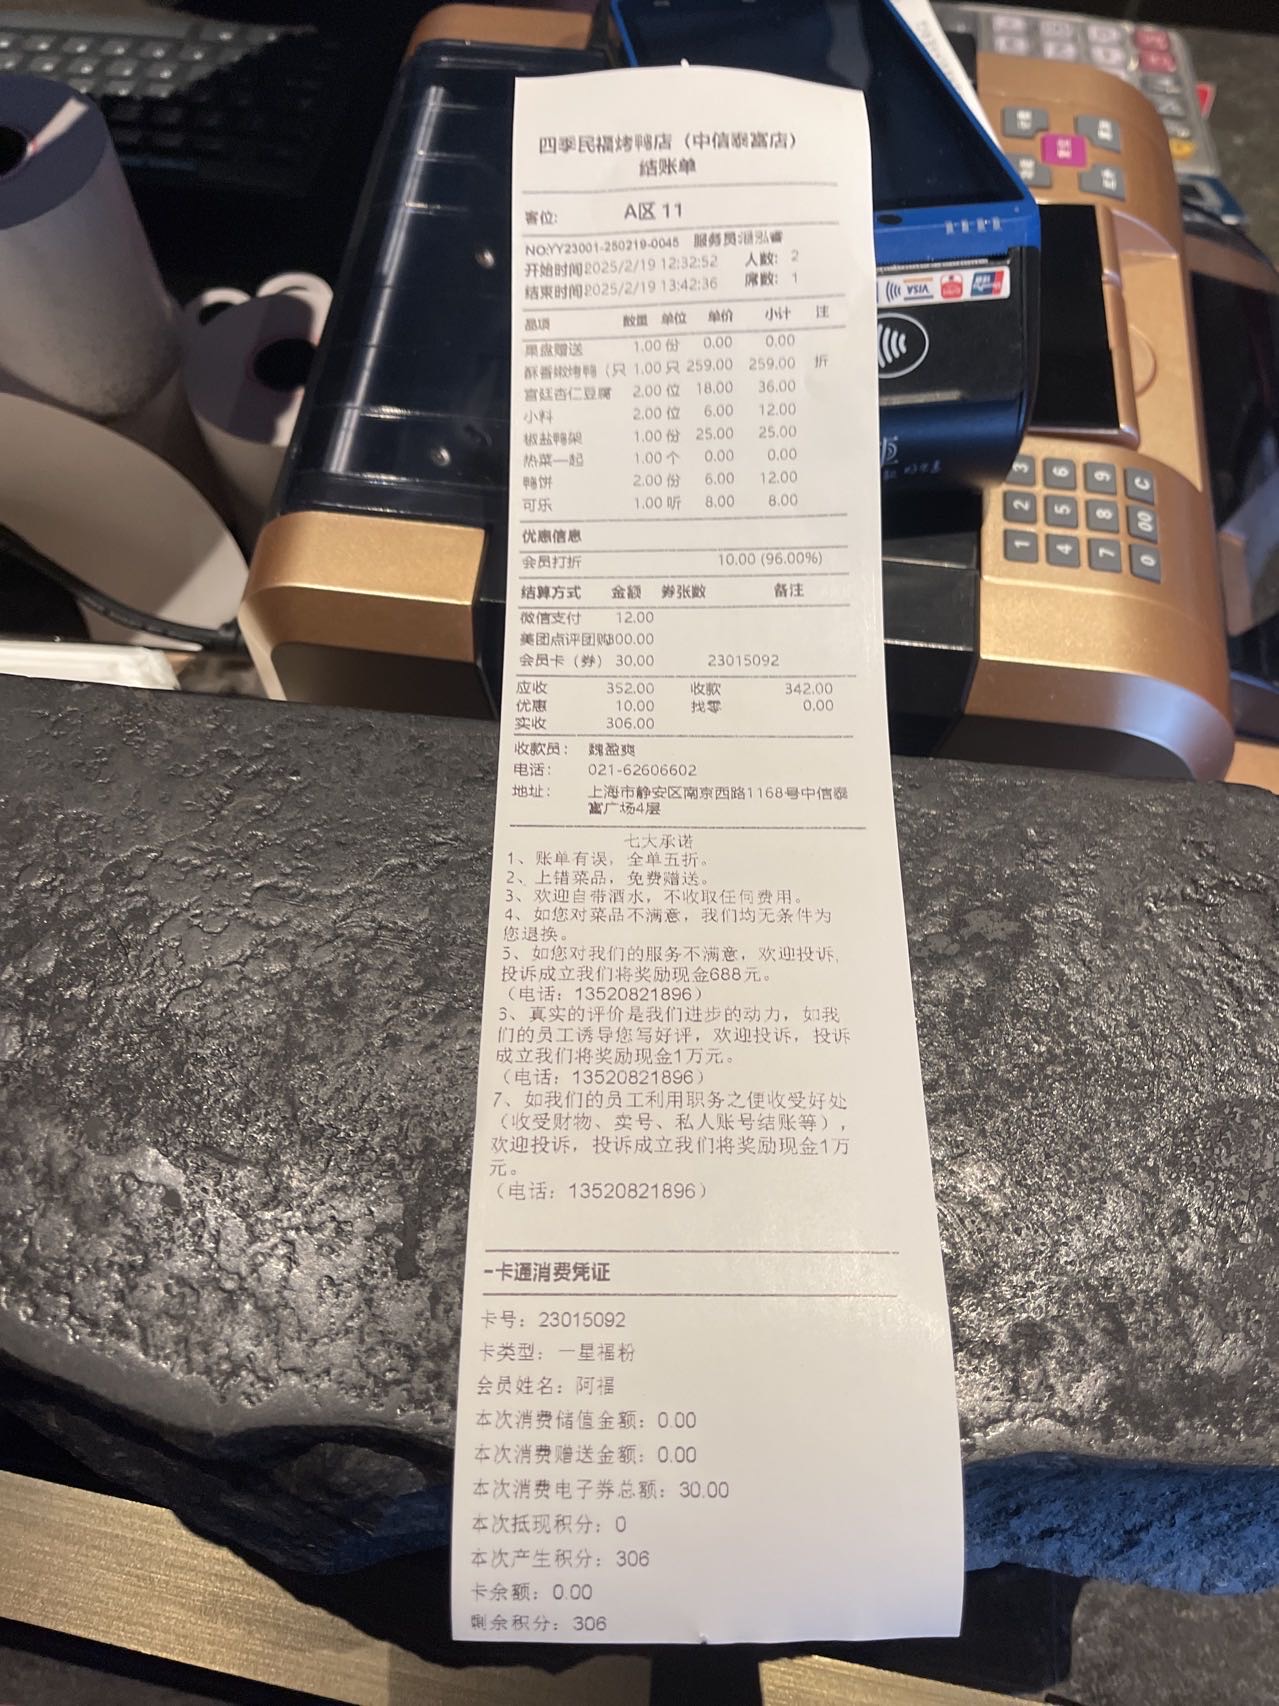 四季民福烤鸭店（中信泰富店）
结账单
客位: A区 11
NO:YY23001-250219-0045 服务员:
开始时间2025/2/19 12:32:52 人数: 2
结束时间2025/2/19 13:42:36 席数: 1
品项 数量 单位 单价 小计 注
果盘赠送 1.00 份 0.00 0.00
酥香嫩烤鸭（只 1.00 只 259.00 259.00 折
宫廷杏仁豆腐 2.00 位 18.00 36.00
小料 2.00 位 6.00 12.00
椒盐鸭架 1.00 份 25.00 25.00
热菜一起 1.00 个 0.00 0.00
鸭饼 2.00 份 6.00 12.00
可乐 1.00 听 8.00 8.00
优惠信息
会员打折 10.00 (96.00%)
结算方式 金额 券张数 备注
微信支付 12.00
美团点评团购300.00
会员卡（券） 30.00 23015092
应收 352.00 收款 342.00
优惠 10.00 找零 0.00
实收 306.00
收款员: 魏盈爽
电话: 021-62606602
地址: 上海市静安区南京西路1168号中信泰
富广场4层
七大承诺
1、账单有误，全单五折。
2、上错菜品，免费赠送。
3、欢迎自带酒水，不收取任何费用。
4、如您对菜品不满意，我们均无条件为
您退换。
5、如您对我们的服务不满意，欢迎投诉,
投诉成立我们将奖励现金688元。
（电话：13520821896）
6、真实的评价是我们进步的动力，如我
们的员工诱导您写好评，欢迎投诉，投诉
成立我们将奖励现金1万元。
（电话：13520821896）
7、如我们的员工利用职务之便收受好处
（收受财物、卖号、私人账号结账等），
欢迎投诉，投诉成立我们将奖励现金1万
元。
（电话：13520821896）
一卡通消费凭证
卡号：23015092
卡类型：一星福粉
会员姓名：阿福
本次消费储值金额：0.00
本次消费赠送金额：0.00
本次消费电子券总额：30.00
本次抵现积分：0
本次产生积分：306
卡余额：0.00
剩余积分：306
VISA
3 6 9 C
2 5 8 00
1 4 7 0